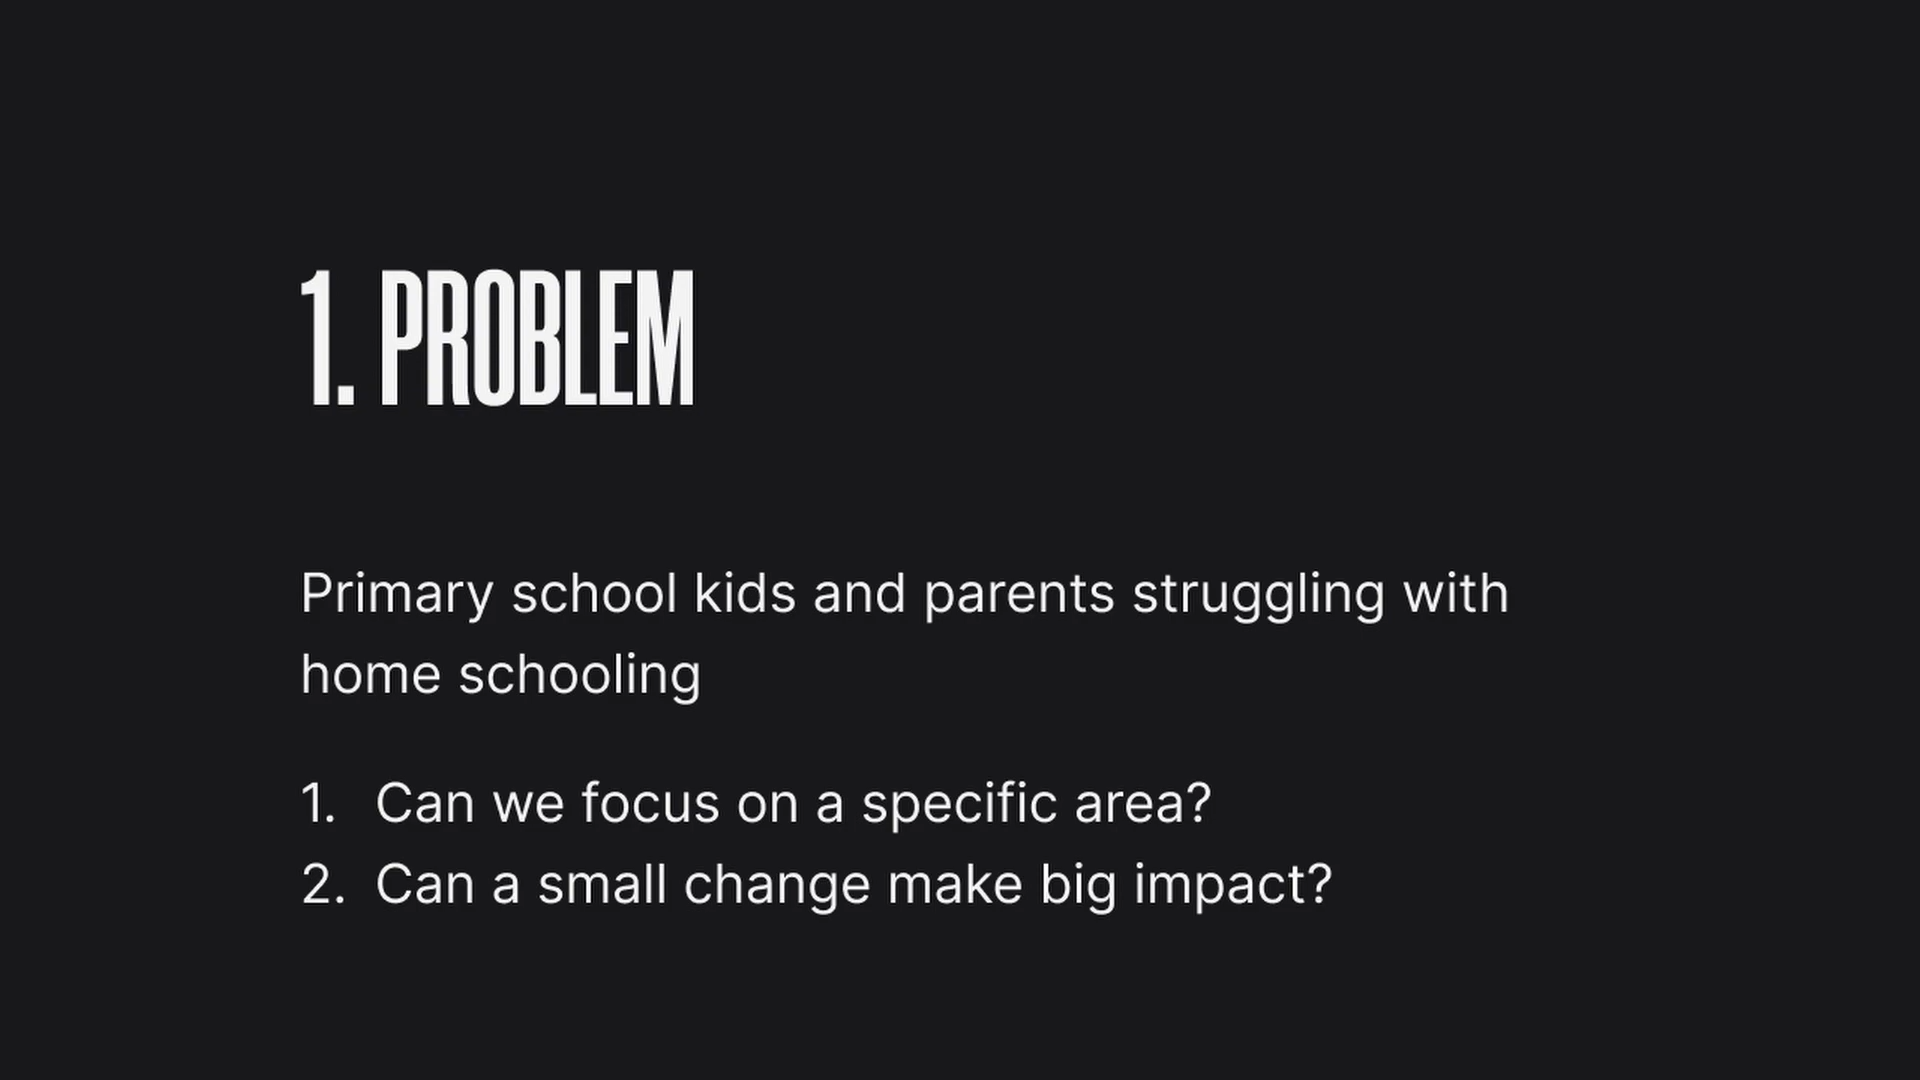 1. PROBLEM
Primary school kids and parents struggling with
home schooling
1. Can we focus on a specific area?
2. Can a small change make big impact?